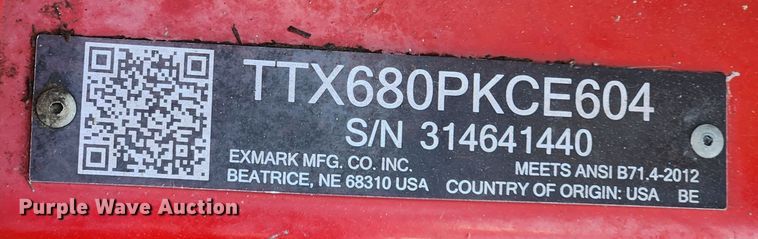 TTX680PKCE604
S/N 314641440
EXMARK MFG. CO. INC.
BEATRICE, NE 68310 USA
MEETS ANSI B71.4-2012
COUNTRY OF ORIGIN: USA BE
Purple Wave Auction